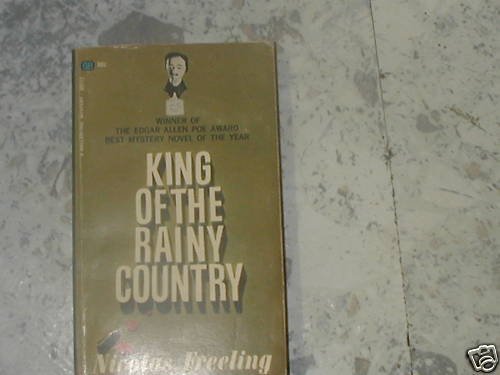 WINNER OF
THE EDGAR ALLEN POE AWARD
BEST MYSTERY NOVEL OF THE YEAR
KING
OF THE
RAINY
COUNTRY
Nicolas Freeling